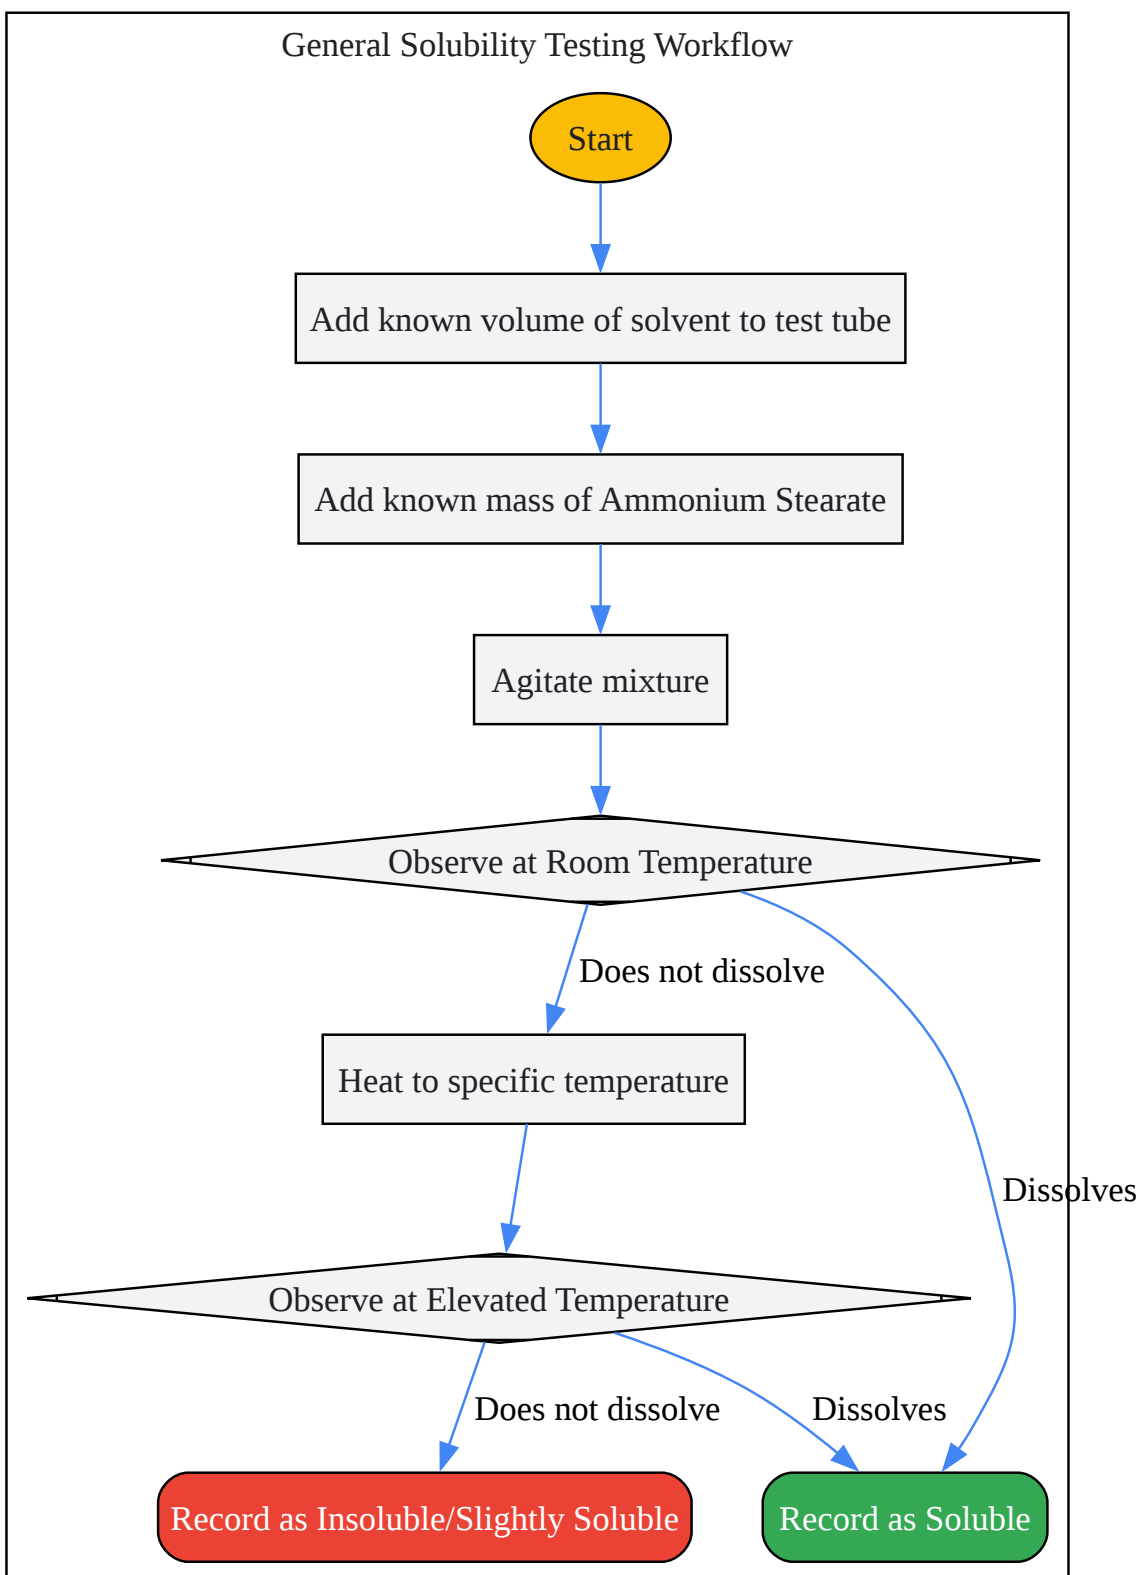 General Solubility Testing Workflow
Start
Add known volume of solvent to test tube
Add known mass of Ammonium Stearate
Agitate mixture
Observe at Room Temperature
Does not dissolve
Heat to specific temperature
Dissolves
Observe at Elevated Temperature
Does not dissolve
Dissolves
Record as Insoluble/Slightly Soluble
Record as Soluble